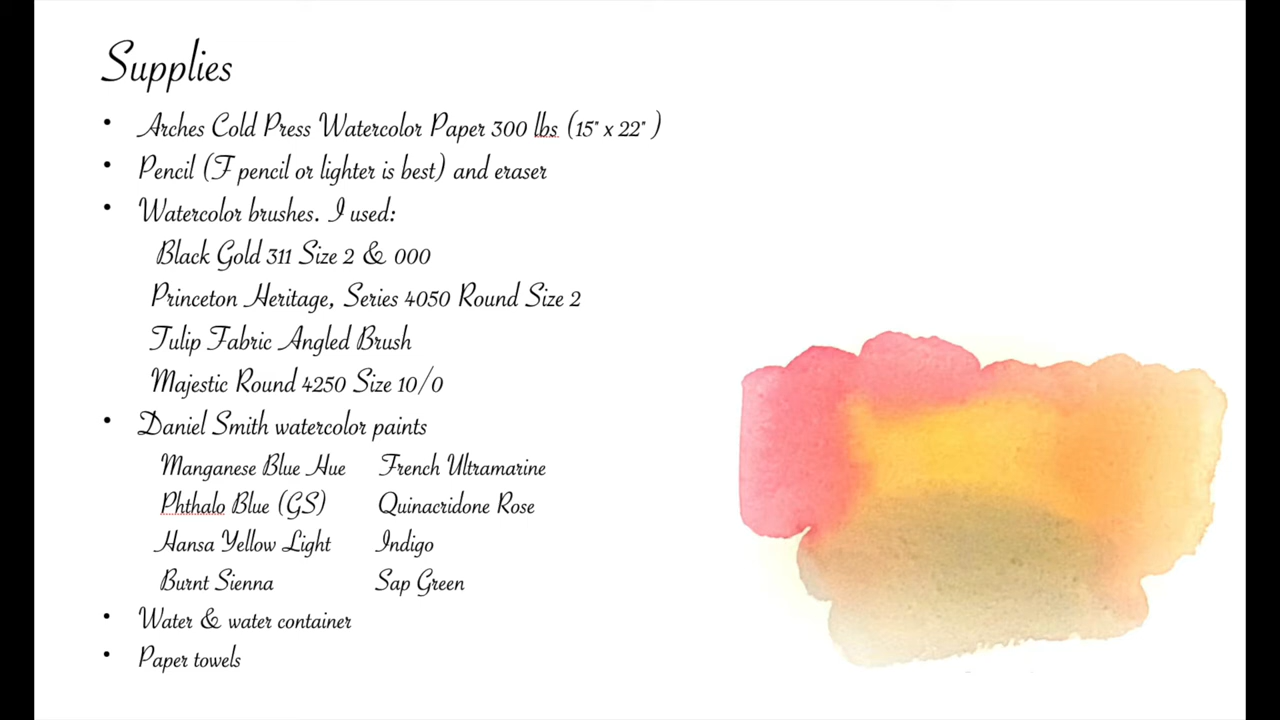 Supplies
• Arches Cold Press Watercolor Paper 300 lbs (15" x 22" )
• Pencil (F pencil or lighter is best) and eraser
• Watercolor brushes. I used:
Black Gold 311 Size 2 & 000
Princeton Heritage, Series 4050 Round Size 2
Tulip Fabric Angled Brush
Majestic Round 4250 Size 10/0
• Daniel Smith watercolor paints
Manganese Blue Hue French Ultramarine
Phthalo Blue (GS) Quinacridone Rose
Hansa Yellow Light Indigo
Burnt Sienna Sap Green
• Water & water container
• Paper towels